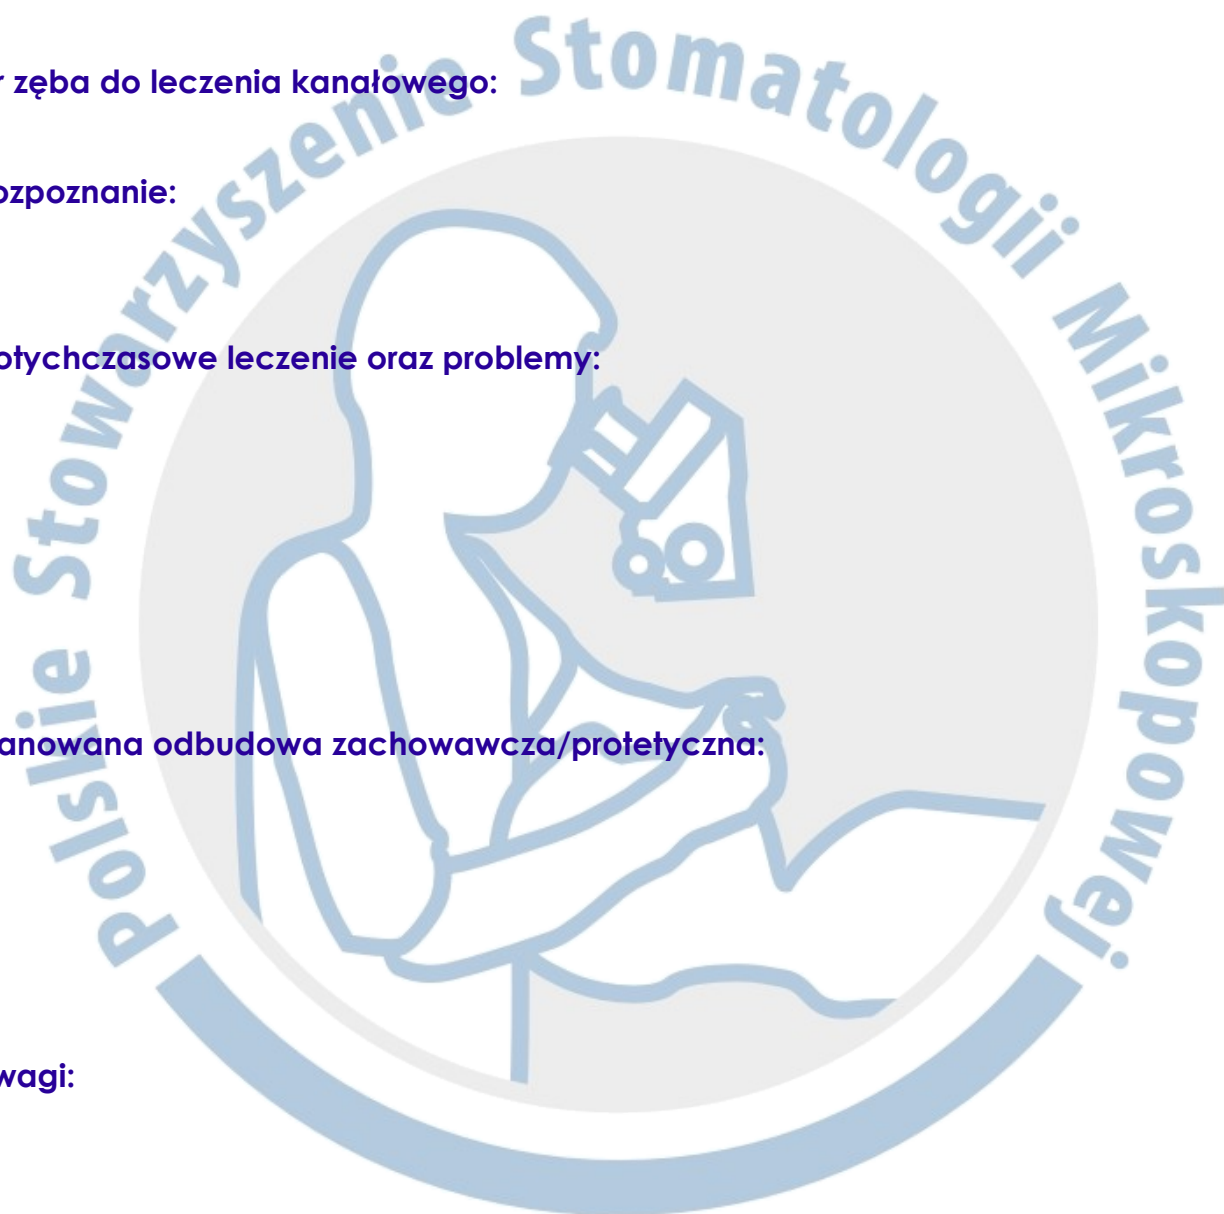 r zęba do leczenia kanałowego:
ozpoznanie:
otychczasowe leczenie oraz problemy:
anowana odbudowa zachowawcza/protetyczna:
wagi:
Polskie Stowarzyszenie Stomatologii Mikroskopowej